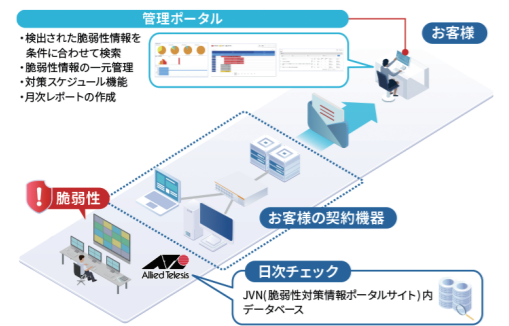 管理ポータル
・検出された脆弱性情報を
条件に合わせて検索
・脆弱性情報の一元管理
・対策スケジュール機能
・月次レポートの作成
お客様
脆弱性
お客様の契約機器
Allied Telesis
日次チェック
JVN(脆弱性対策情報ポータルサイト)内
データベース